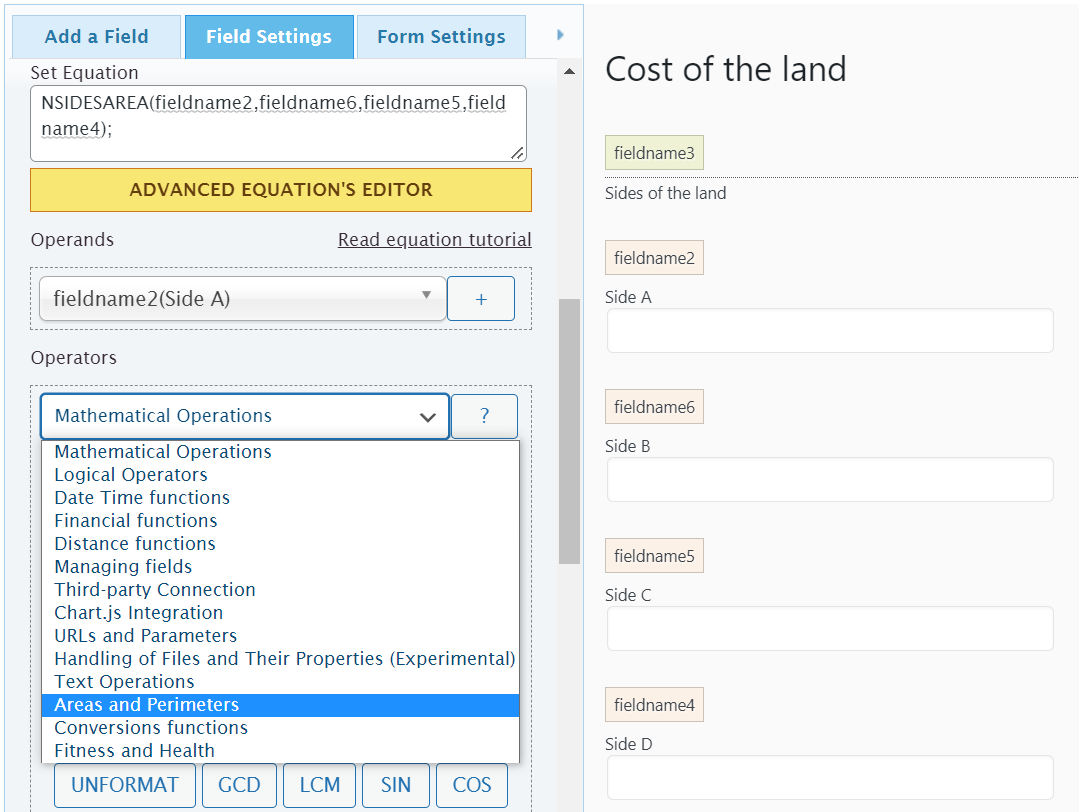 Add a Field
Field Settings
Form Settings
Set Equation
NSIDESAREA(fieldname2,fieldname6,fieldname5,field
name4);
ADVANCED EQUATION'S EDITOR
Operands
Read equation tutorial
fieldname2(Side A)
+
Operators
Mathematical Operations
?
Mathematical Operations
Logical Operators
Date Time functions
Financial functions
Distance functions
Managing fields
Third-party Connection
Chart.js Integration
URLs and Parameters
Handling of Files and Their Properties (Experimental)
Text Operations
Areas and Perimeters
Conversions functions
Fitness and Health
UNFORMAT
GCD
LCM
SIN
COS
Cost of the land
fieldname3
Sides of the land
fieldname2
Side A
fieldname6
Side B
fieldname5
Side C
fieldname4
Side D